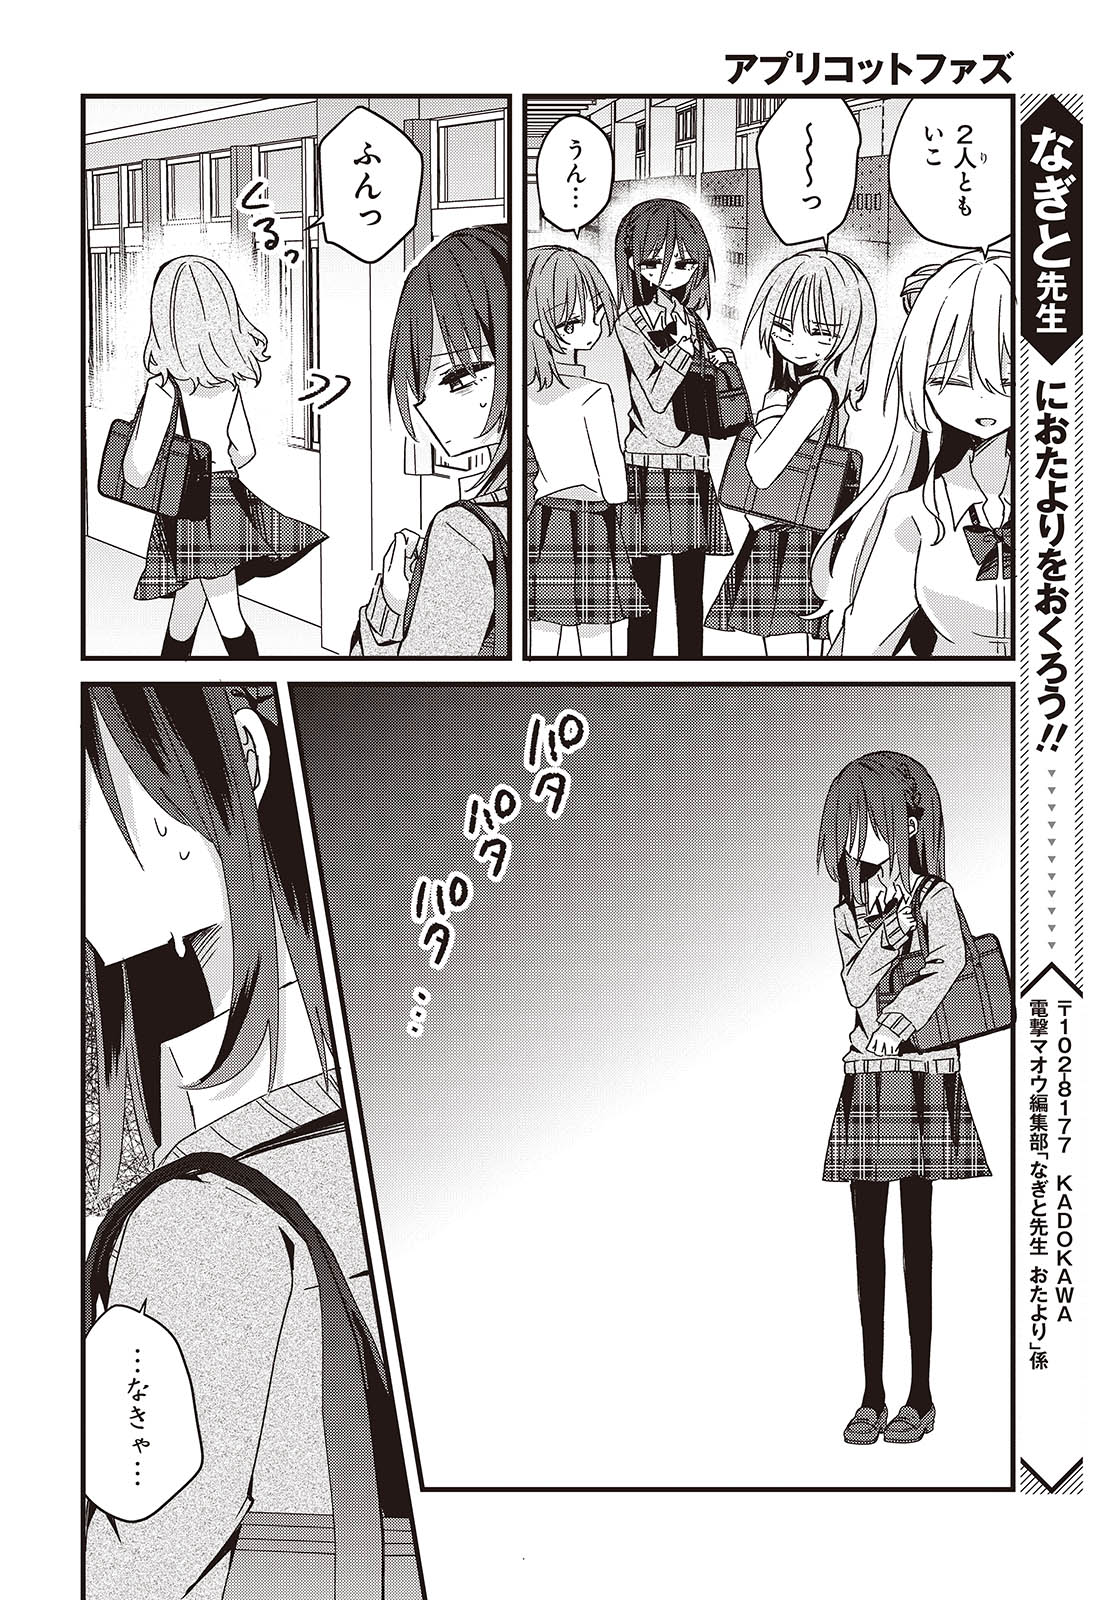 アプリコットファズ
なぎと先生
におたよりをおくろう!!
〒102-8177 KADOKAWA
電撃マオウ編集部「なぎと先生 おたより」係
2人とも
り
いこ
〜〜〜っ
うん…
ふんっ
くるっ
パタ
パタ
パタ
…
…なきゃ…